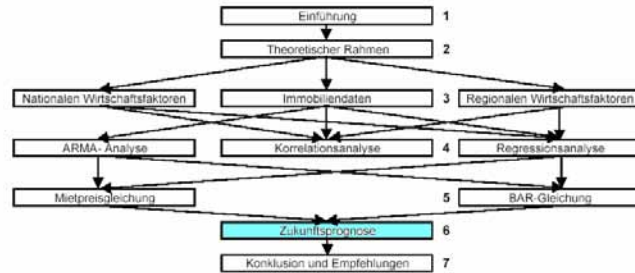 Einführung 1
Theoretischer Rahmen 2
Nationalen Wirtschaftsfaktoren Immobiliendaten 3 Regionalen Wirtschaftsfaktoren
ARMA- Analyse Korrelationsanalyse 4 Regressionsanalyse
Mietpreisgleichung 5 BAR-Gleichung
Zukunftsprognose 6
Konklusion und Empfehlungen 7